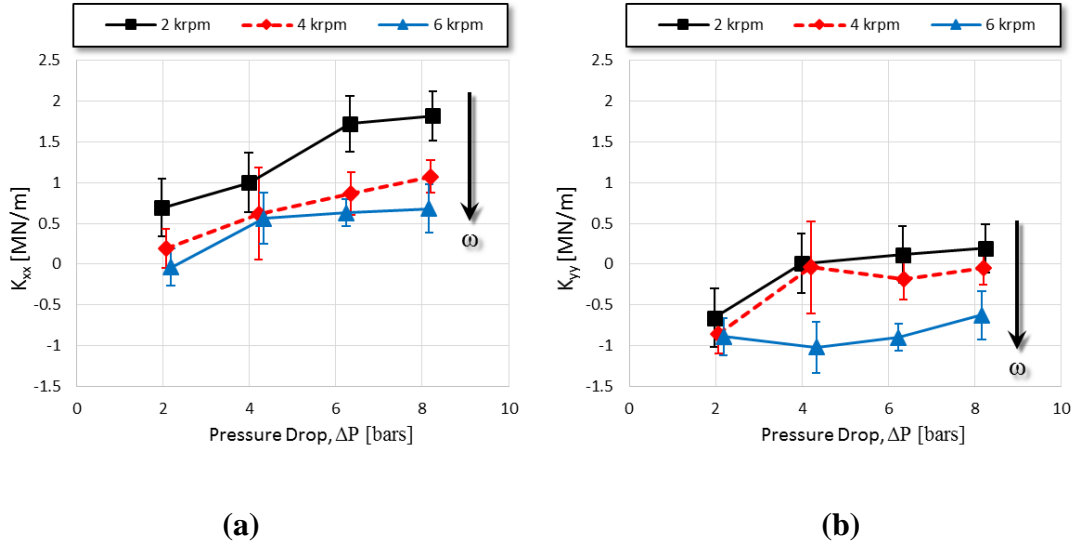 2 krpm 4 krpm 6 krpm
2.5
2
1.5
1
0.5
0
-0.5
-1
-1.5
0 2 4 6 8 10
Kxx [MN/m]
Pressure Drop, ΔP [bars]
ω
(a)
2 krpm 4 krpm 6 krpm
2.5
2
1.5
1
0.5
0
-0.5
-1
-1.5
0 2 4 6 8 10
Kyy [MN/m]
Pressure Drop, ΔP [bars]
ω
(b)